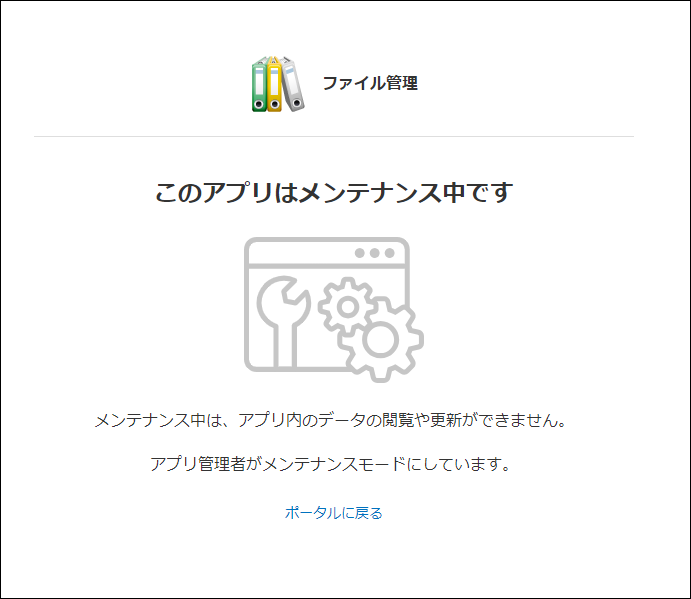 ファイル管理
このアプリはメンテナンス中です
メンテナンス中は、アプリ内のデータの閲覧や更新ができません。
アプリ管理者がメンテナンスモードにしています。
ポータルに戻る